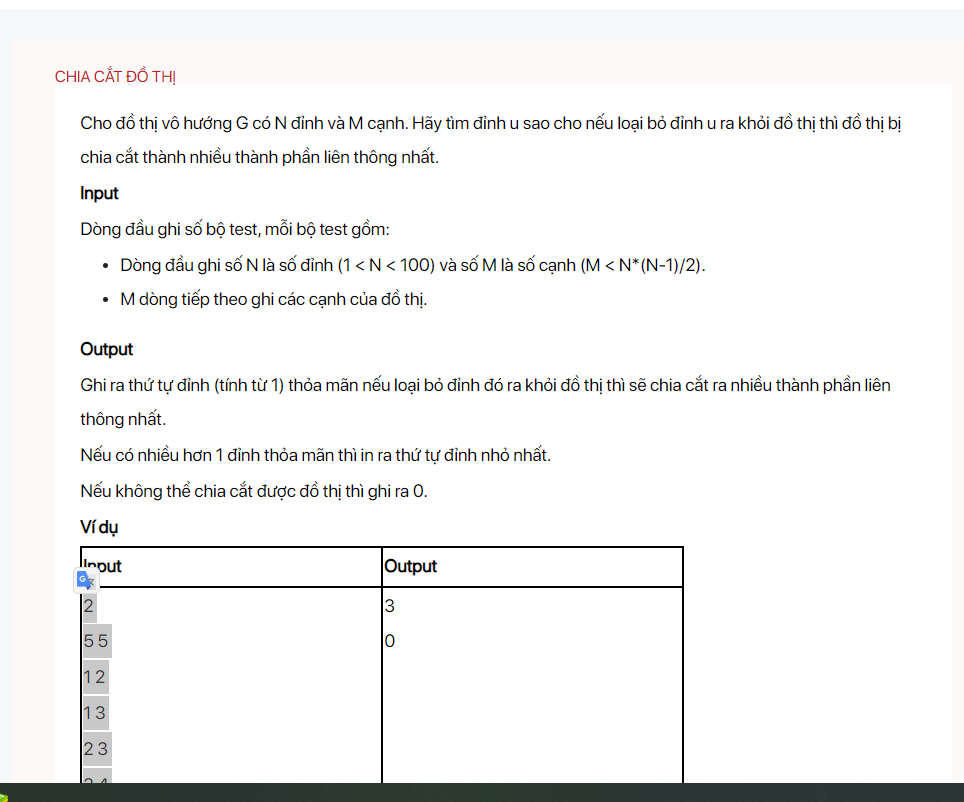 CHIA CẮT ĐỒ THỊ
Cho đồ thị vô hướng G có N đỉnh và M cạnh. Hãy tìm đỉnh u sao cho nếu loại bỏ đỉnh u ra khỏi đồ thị thì đồ thị bị
chia cắt thành nhiều thành phần liên thông nhất.
Input
Dòng đầu ghi số bộ test, mỗi bộ test gồm:
• Dòng đầu ghi số N là số đỉnh (1 < N < 100) và số M là số cạnh (M < N*(N-1)/2).
• M dòng tiếp theo ghi các cạnh của đồ thị.
Output
Ghi ra thứ tự đỉnh (tính từ 1) thỏa mãn nếu loại bỏ đỉnh đó ra khỏi đồ thị thì sẽ chia cắt ra nhiều thành phần liên
thông nhất.
Nếu có nhiều hơn 1 đỉnh thỏa mãn thì in ra thứ tự đỉnh nhỏ nhất.
Nếu không thể chia cắt được đồ thị thì ghi ra 0.
Ví dụ
Input Output
2 3
5 5 0
1 2
1 3
2 3